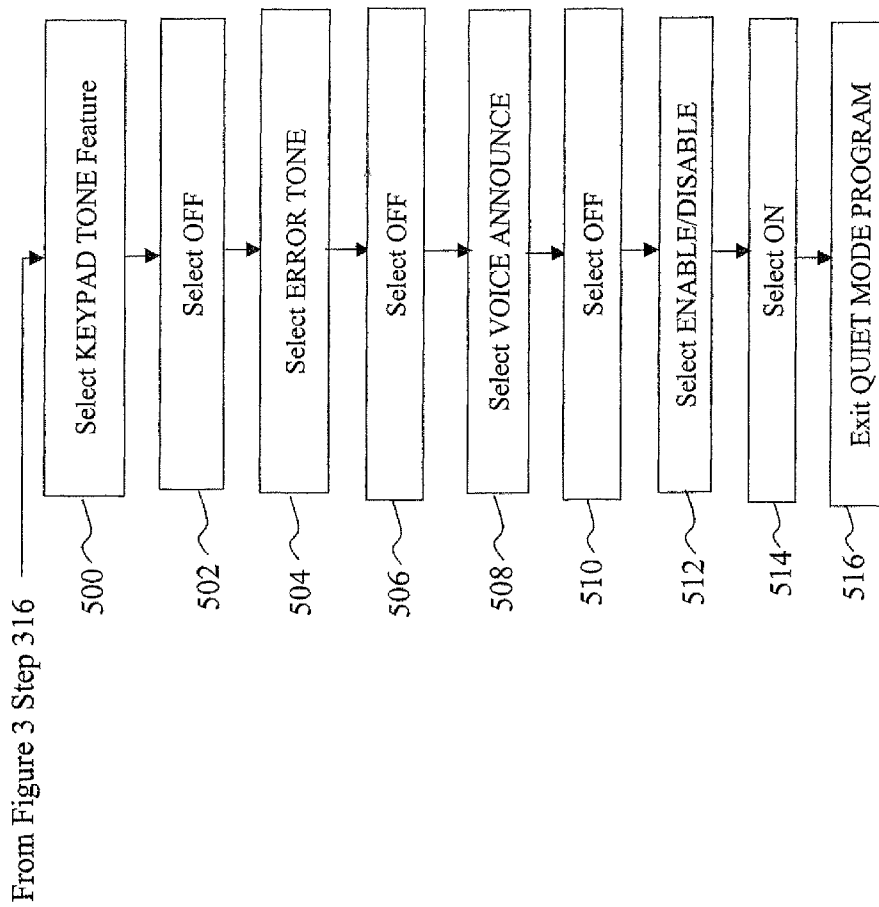 From Figure 3 Step 316
500
Select KEYPAD TONE Feature
502
Select OFF
504
Select ERROR TONE
506
Select OFF
508
Select VOICE ANNOUNCE
510
Select OFF
512
Select ENABLE/DISABLE
514
Select ON
516
Exit QUIET MODE PROGRAM